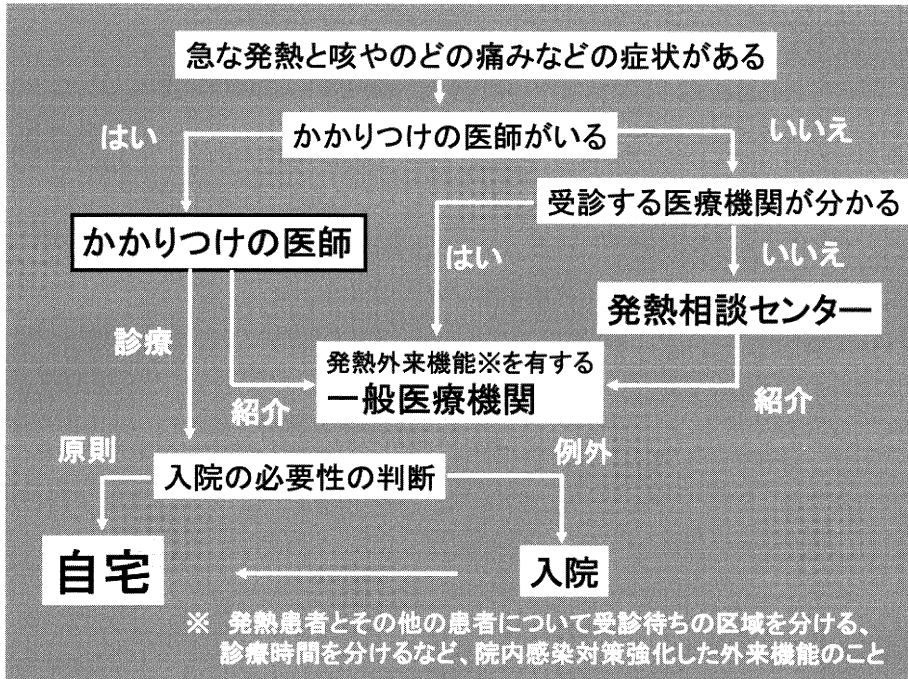 急な発熱と咳やのどの痛みなどの症状がある
はい
かかりつけの医師がいる
いいえ
受診する医療機関が分かる
かかりつけの医師
はい
いいえ
発熱相談センター
診療
発熱外来機能※を有する
一般医療機関
紹介
紹介
原則
例外
入院の必要性の判断
自宅
入院
※ 発熱患者とその他の患者について受診待ちの区域を分ける、
診療時間を分けるなど、院内感染対策強化した外来機能のこと